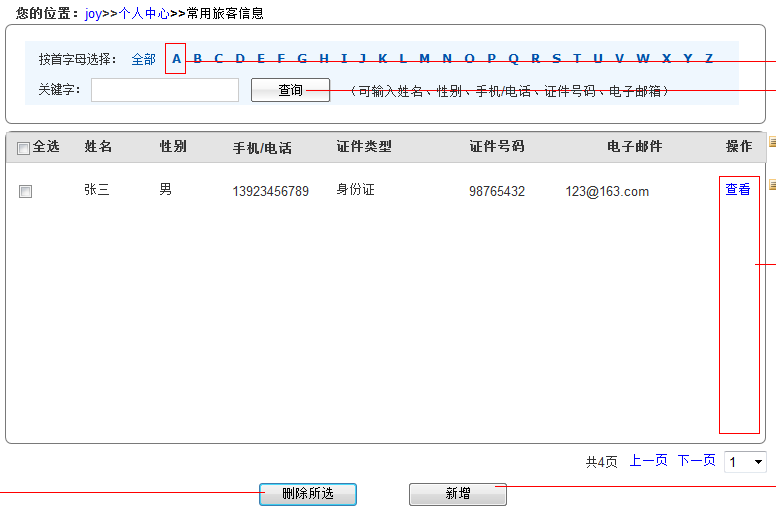 您的位置：joy>>个人中心>>常用旅客信息
按首字母选择： 全部 A B C D E F G H I J K L M N O P Q R S T U V W X Y Z
关键字： 查询 （可输入姓名、性别、手机/电话、证件号码、电子邮箱）
全选 姓名 性别 手机/电话 证件类型 证件号码 电子邮件 操作
张三 男 13923456789 身份证 98765432 123@163.com 查看
共4页 上一页 下一页 1
删除所选 新增